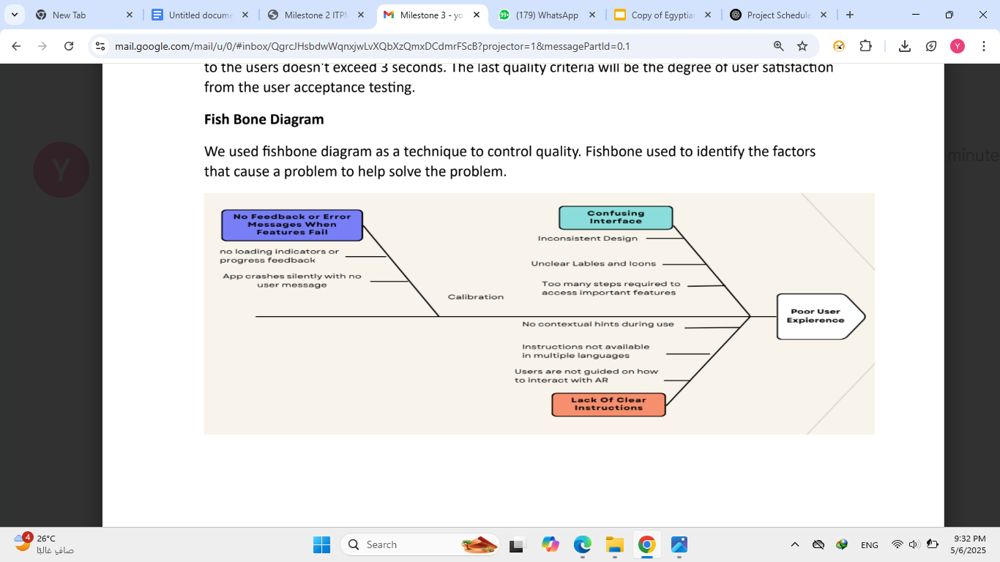 New Tab
Untitled docume
Milestone 2 ITPM
Milestone 3 - yo
99+
(179) WhatsApp
Copy of Egyptia
Project Schedule
mail.google.com/mail/u/0/#inbox/QgrcJHsbdwWqnxjwLvXQbXzQmxDCdmrFScB?projector=1&messagePartId=0.1
Y
to the users doesn't exceed 3 seconds. The last quality criteria will be the degree of user satisfaction
from the user acceptance testing.
Fish Bone Diagram
Y
We used fishbone diagram as a technique to control quality. Fishbone used to identify the factors
minute
that cause a problem to help solve the problem.
No Feedback or Error
Messages When
Features Fail
no loading indicators or
progress feedback
App crashes silently with no
user message
Calibration
Confusing
Interface
Inconsistent Design
Unclear Lables and Icons
Too many steps required to
access important features
Poor User
Expierence
No contextual hints during use
Instructions not available
in multiple languages
Users are not guided on how
to interact with AR
Lack Of Clear
Instructions
4
26°C
صافٍ غالبًا
Search
ENG
9:32 PM
5/6/2025